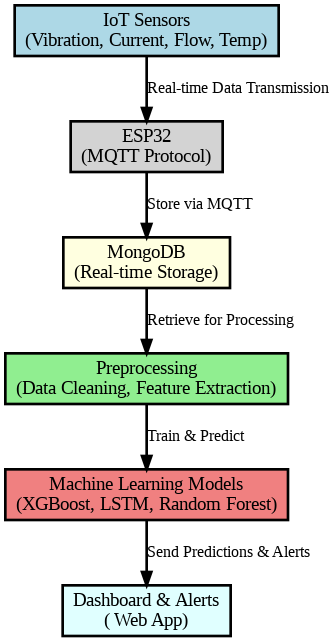 IoT Sensors
(Vibration, Current, Flow, Temp)
Real-time Data Transmission
ESP32
(MQTT Protocol)
Store via MQTT
MongoDB
(Real-time Storage)
Retrieve for Processing
Preprocessing
(Data Cleaning, Feature Extraction)
Train & Predict
Machine Learning Models
(XGBoost, LSTM, Random Forest)
Send Predictions & Alerts
Dashboard & Alerts
( Web App)